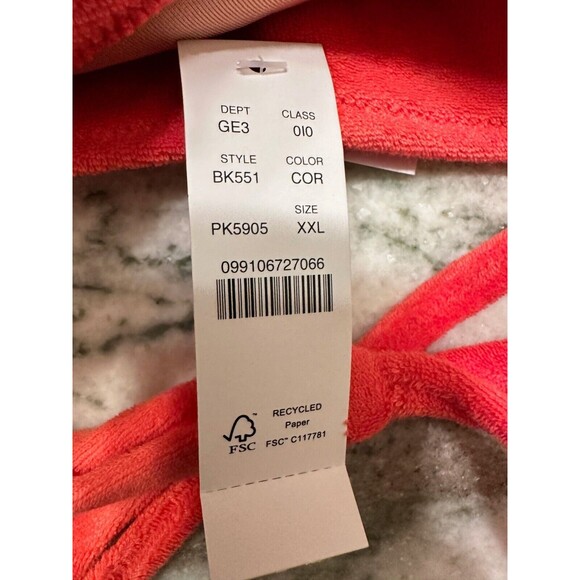 DEPT CLASS
GE3 010
STYLE COLOR
BK551 COR
SIZE
PK5905 XXL
099106727066
RECYCLED
Paper
FSC™ C117781
FSC